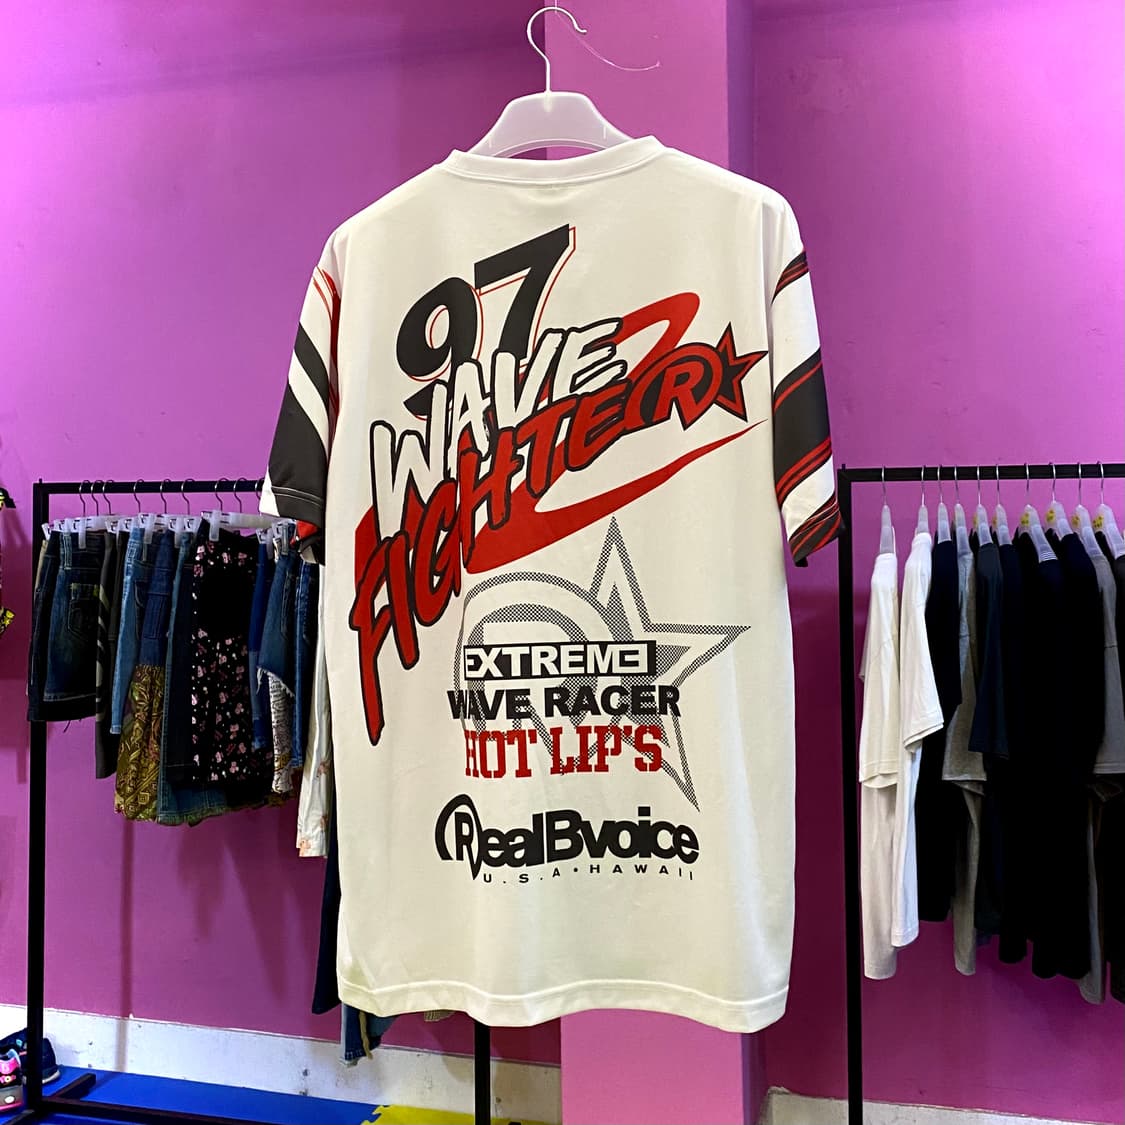 97
WAVE
FIGHTER
R
EXTREME
WAVE RACER
HOT LIP'S
RealBvoice
U.S.A•HAWAII